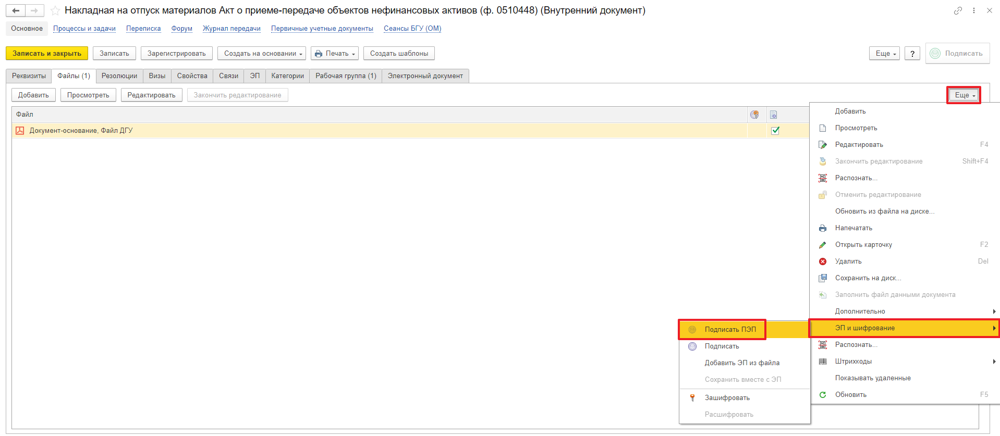 Накладная на отпуск материалов Акт о приеме-передаче объектов нефинансовых активов (ф. 0510448) (Внутренний документ)
Основное Процессы и задачи Переписка Форум Журнал передачи Первичные учетные документы Сеансы БГУ (ОМ)
Записать и закрыть Записать Зарегистрировать Создать на основании Печать Создать шаблоны Еще ? Подписать
Реквизиты Файлы (1) Резолюции Визы Свойства Связи ЭП Категории Рабочая группа (1) Электронный документ
Добавить Просмотреть Редактировать Закончить редактирование Еще
Файл
Документ-основание, Файл ДГУ
Добавить
Просмотреть
Редактировать F4
Закончить редактирование Shift+F4
Распознать...
Отменить редактирование
Обновить из файла на диске...
Напечатать
Открыть карточку F2
Удалить Del
Сохранить на диск...
Заполнить файл данными документа
Дополнительно
ЭП и шифрование
Распознать...
Штрихкоды
Показывать удаленные
Обновить F5
Подписать ПЭП
Подписать
Добавить ЭП из файла
Сохранить вместе с ЭП
Зашифровать
Расшифровать